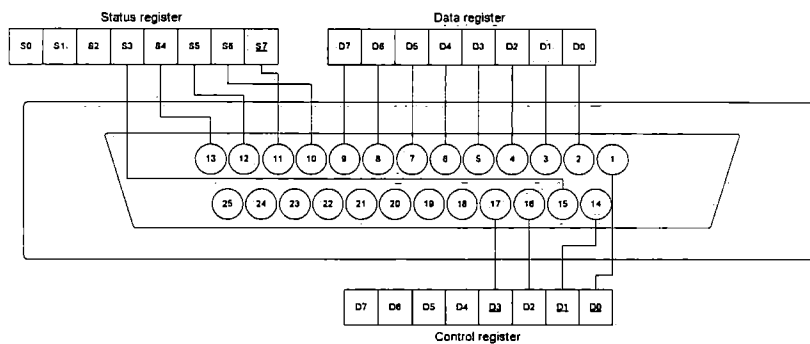 Status register
Data register
S0 S1 S2 S3 S4 S5 S6 S7
D7 D6 D5 D4 D3 D2 D1 D0
13 12 11 10 9 8 7 6 5 4 3 2 1
25 24 23 22 21 20 19 18 17 16 15 14
D7 D6 D5 D4 D3 D2 D1 D0
Control register